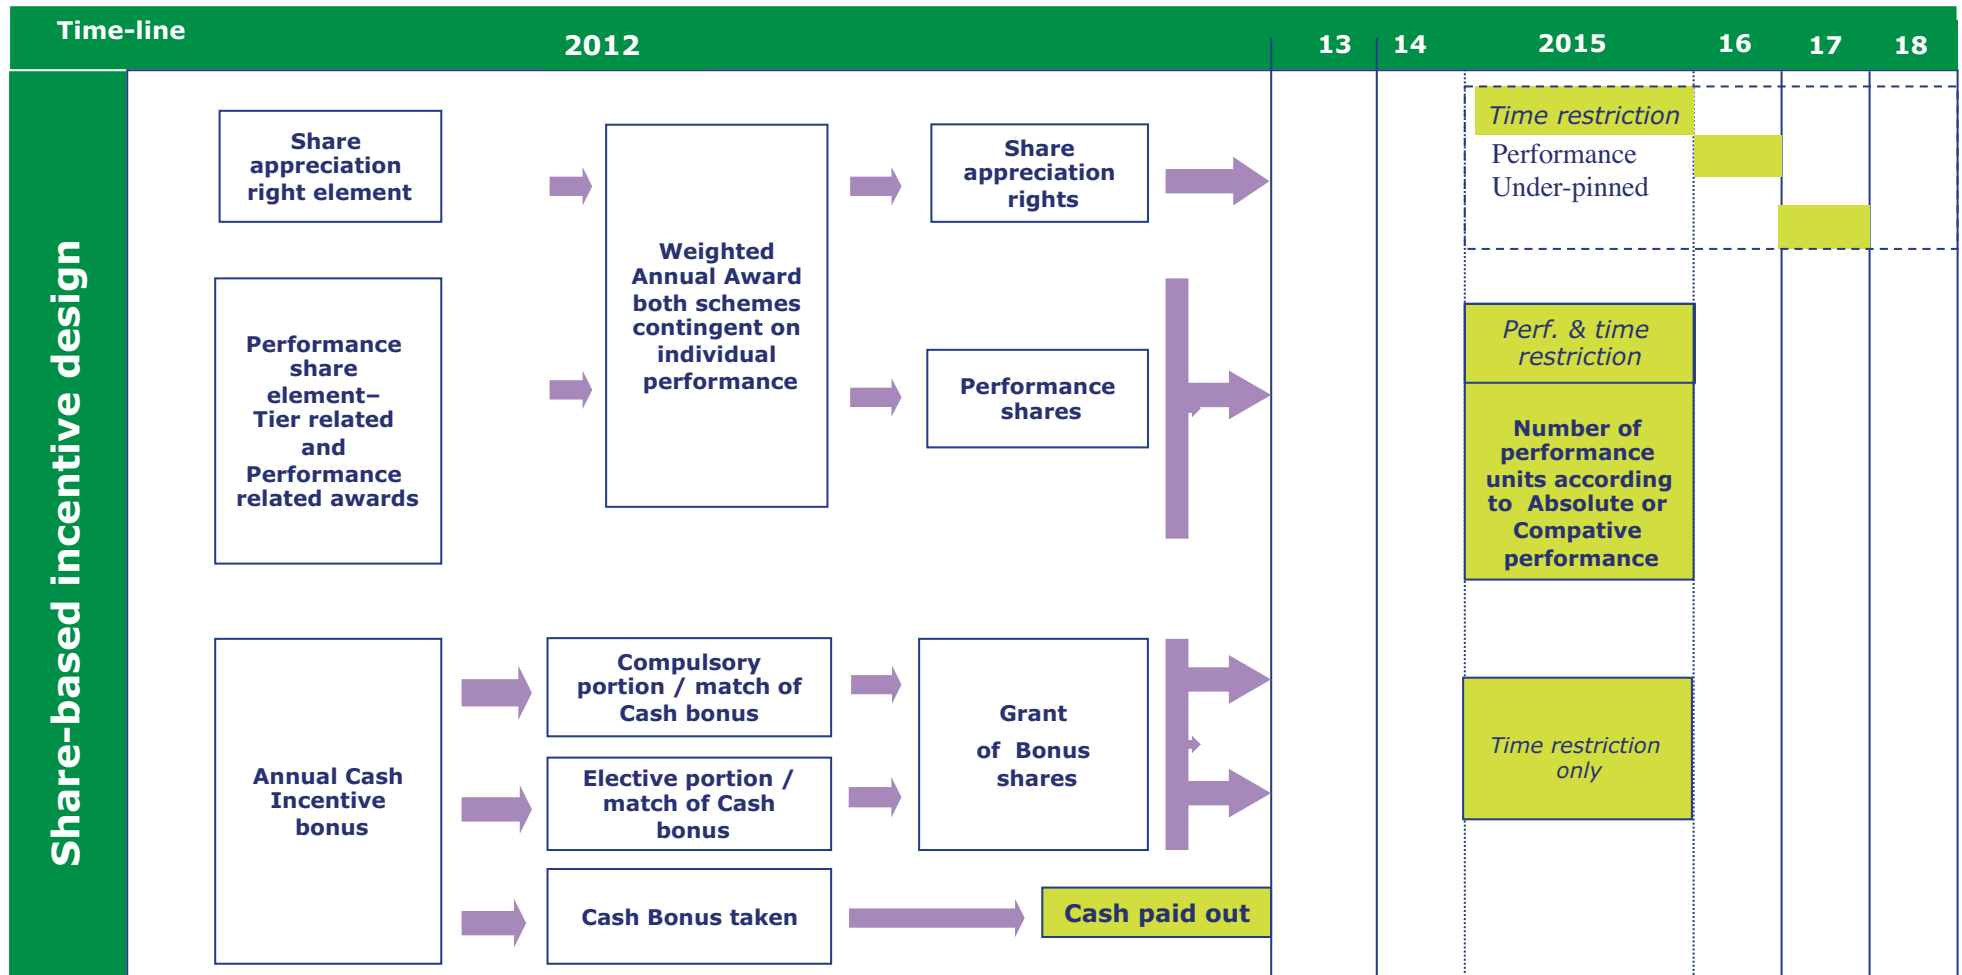 Time-line
2012
13
14
2015
16
17
18
Share-based incentive design
Share
appreciation
right element
Weighted
Annual Award
both schemes
contingent on
individual
performance
Share
appreciation
rights
Time restriction
Performance
Under-pinned
Performance
share
element–
Tier related
and
Performance
related awards
Performance
shares
Perf. & time
restriction
Number of
performance
units according
to Absolute or
Compative
performance
Annual Cash
Incentive
bonus
Compulsory
portion / match of
Cash bonus
Elective portion /
match of Cash
bonus
Cash Bonus taken
Grant
of Bonus
shares
Time restriction
only
Cash paid out